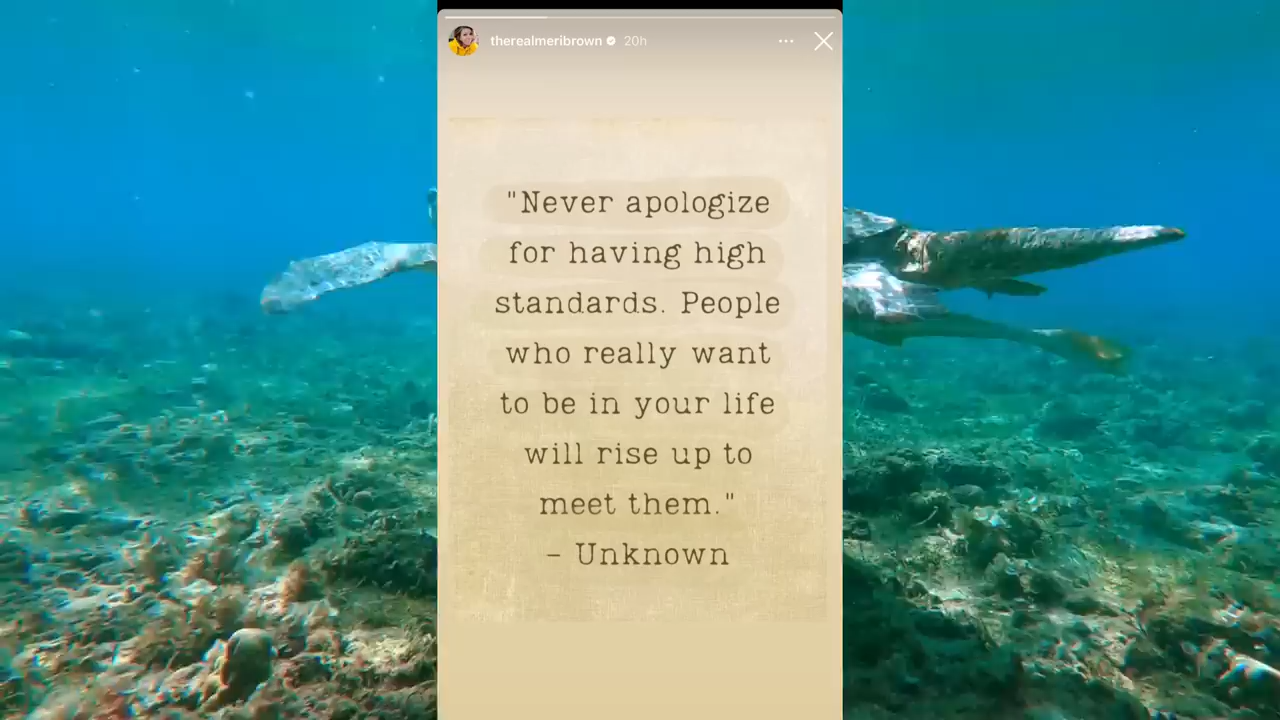 therealmeribrown 20h
"Never apologize
for having high
standards. People
who really want
to be in your life
will rise up to
meet them."
– Unknown